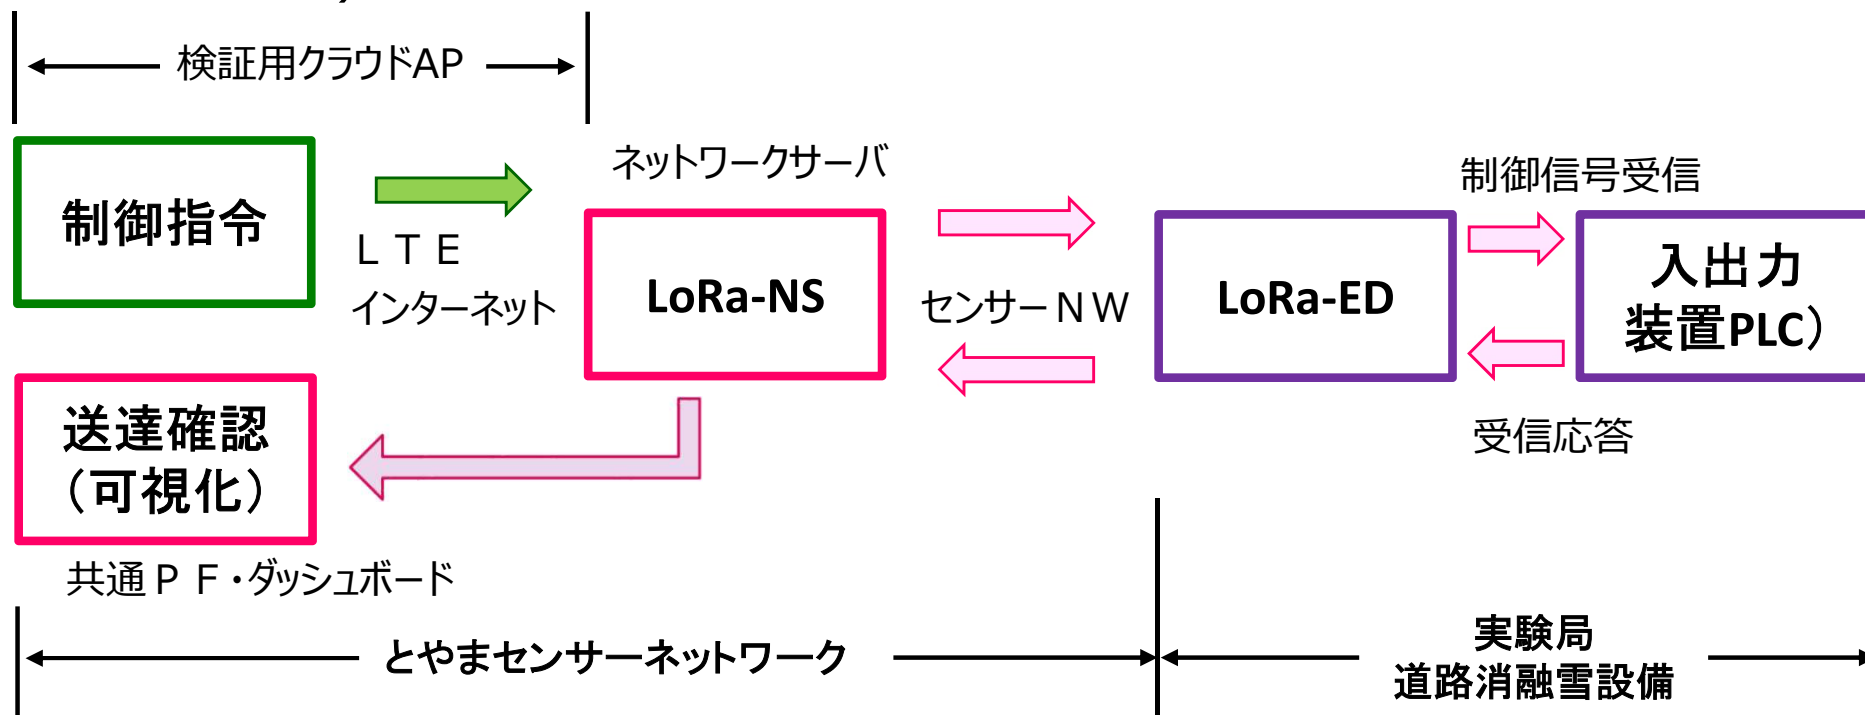 検証用クラウドAP
制御指令
LTE
インターネット
ネットワークサーバ
LoRa-NS
センサーNW
LoRa-ED
制御信号受信
入出力
装置PLC）
受信応答
送達確認
（可視化）
共通PF・ダッシュボード
とやまセンサーネットワーク
実験局
道路消融雪設備